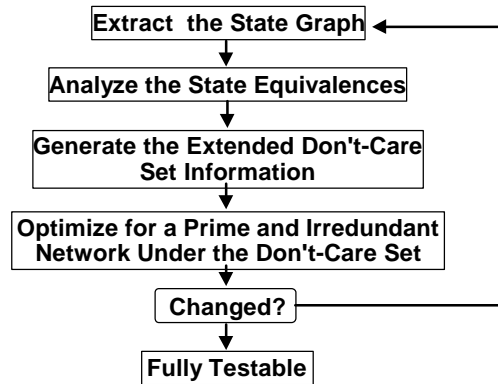 Extract the State Graph
Analyze the State Equivalences
Generate the Extended Don't-Care
Set Information
Optimize for a Prime and Irredundant
Network Under the Don't-Care Set
Changed?
Fully Testable